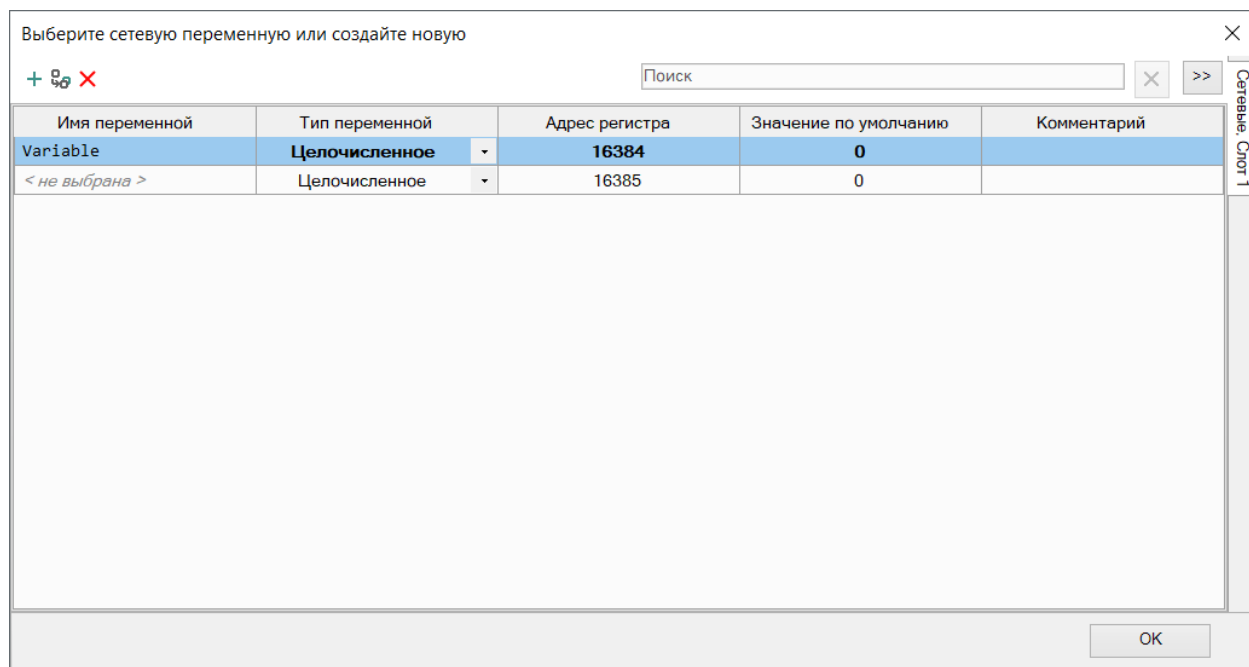 Выберите сетевую переменную или создайте новую
Поиск
>>
Сетевые. Слот 1
Имя переменной Тип переменной Адрес регистра Значение по умолчанию Комментарий
Variable Целочисленное 16384 0
< не выбрана > Целочисленное 16385 0
OK